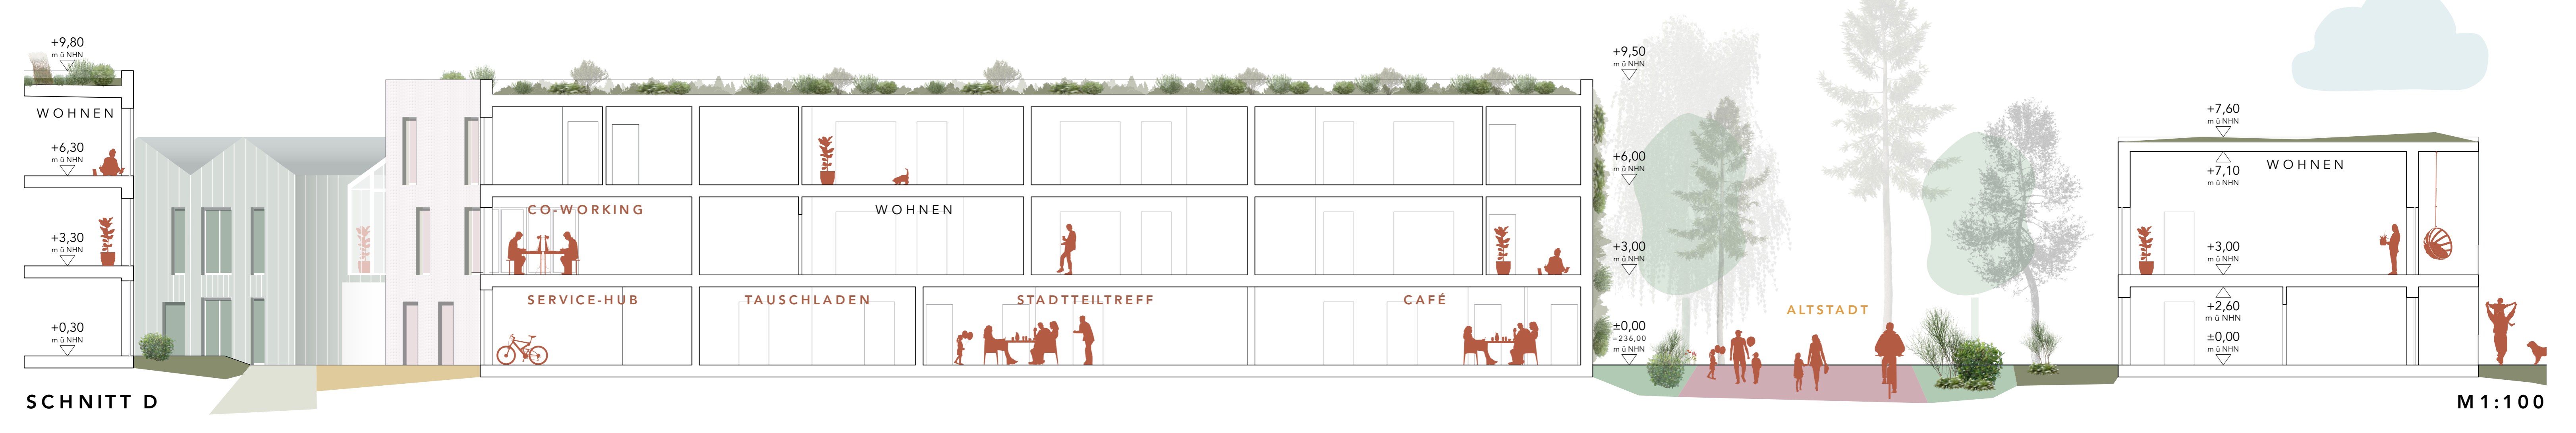 +9,80
m ü NHN
WOHNEN
+6,30
m ü NHN
+3,30
m ü NHN
+0,30
m ü NHN
SCHNITT D
CO-WORKING
WOHNEN
SERVICE-HUB
TAUSCHLADEN
STADTTEILTREFF
CAFÉ
+9,50
m ü NHN
+6,00
m ü NHN
+3,00
m ü NHN
±0,00
=236,00
m ü NHN
ALTSTADT
+7,60
m ü NHN
WOHNEN
+7,10
m ü NHN
+3,00
m ü NHN
+2,60
m ü NHN
±0,00
m ü NHN
M 1:100